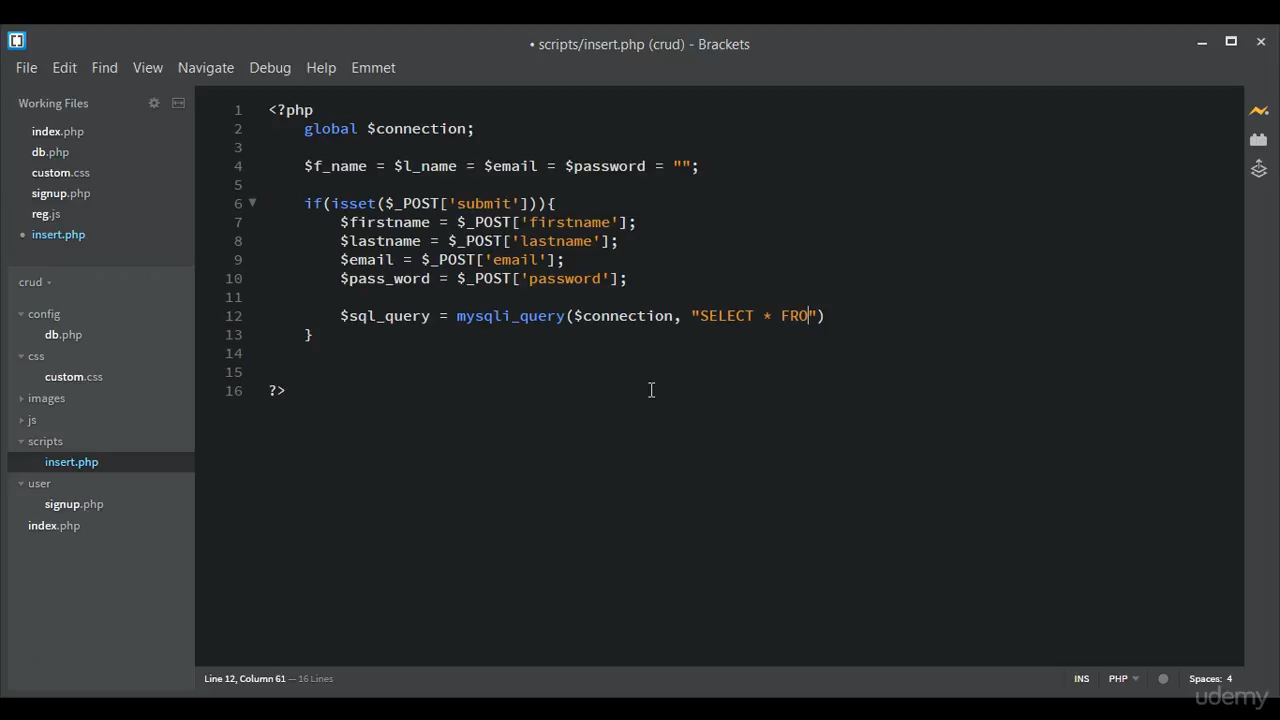 • scripts/insert.php (crud) - Brackets
File Edit Find View Navigate Debug Help Emmet
Working Files
index.php
db.php
custom.css
signup.php
reg.js
• insert.php
crud
config
db.php
css
custom.css
images
js
scripts
insert.php
user
signup.php
index.php
1 <?php
2 global $connection;
3
4 $f_name = $l_name = $email = $password = "";
5
6 if(isset($_POST['submit'])){
7 $firstname = $_POST['firstname'];
8 $lastname = $_POST['lastname'];
9 $email = $_POST['email'];
10 $pass_word = $_POST['password'];
11
12 $sql_query = mysqli_query($connection, "SELECT * FRO")
13 }
14
15
16 ?>
Line 12, Column 61 — 16 Lines
INS PHP Spaces: 4
udemy